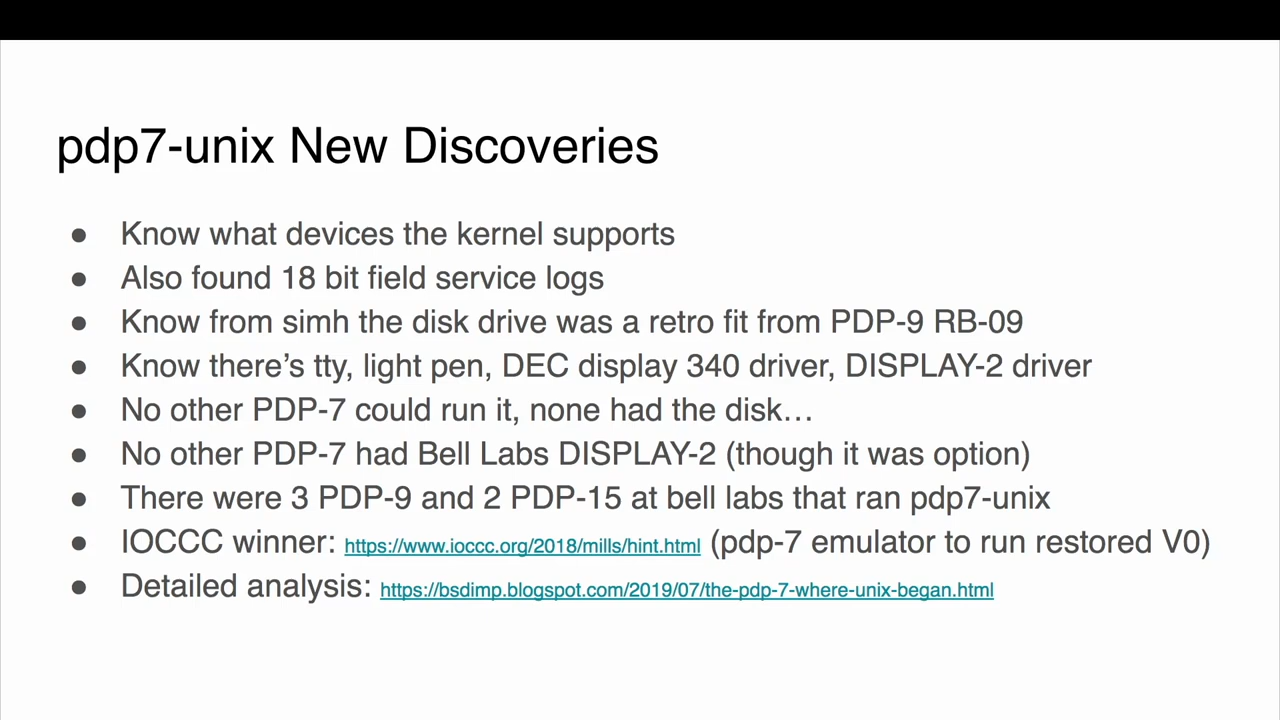 pdp7-unix New Discoveries
● Know what devices the kernel supports
● Also found 18 bit field service logs
● Know from simh the disk drive was a retro fit from PDP-9 RB-09
● Know there’s tty, light pen, DEC display 340 driver, DISPLAY-2 driver
● No other PDP-7 could run it, none had the disk…
● No other PDP-7 had Bell Labs DISPLAY-2 (though it was option)
● There were 3 PDP-9 and 2 PDP-15 at bell labs that ran pdp7-unix
● IOCCC winner: https://www.ioccc.org/2018/mills/hint.html (pdp-7 emulator to run restored V0)
● Detailed analysis: https://bsdimp.blogspot.com/2019/07/the-pdp-7-where-unix-began.html